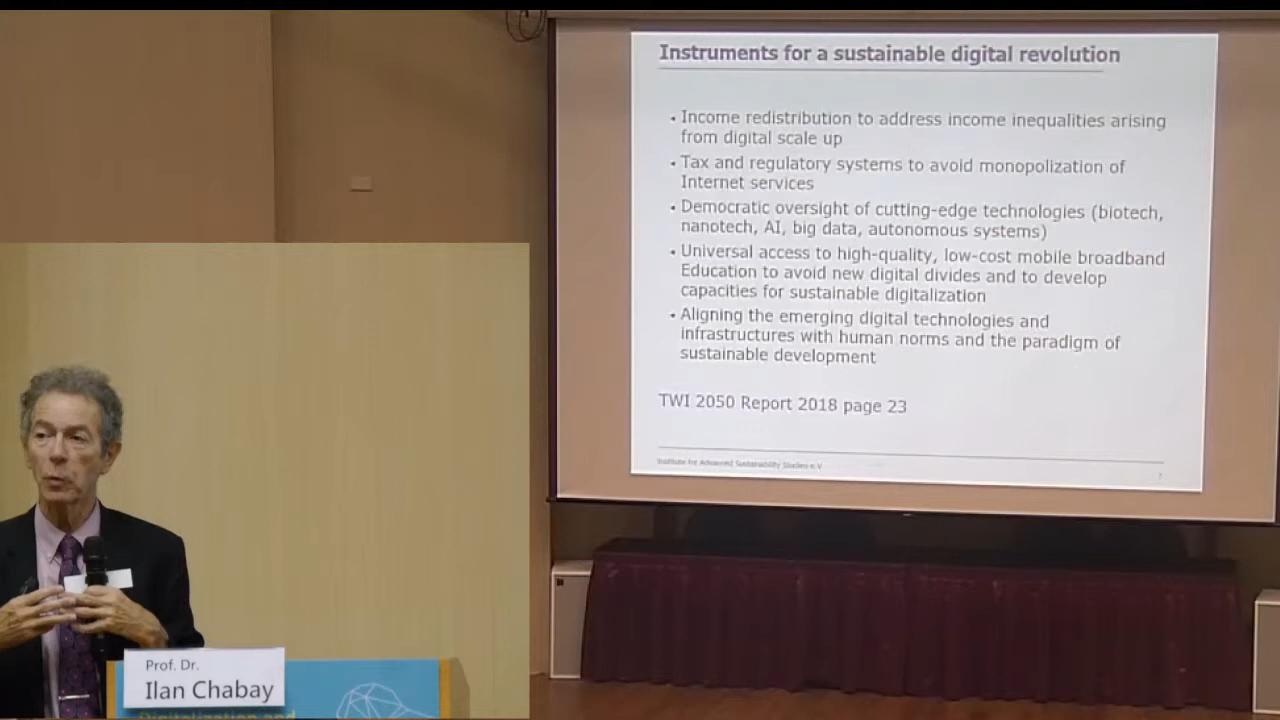 Instruments for a sustainable digital revolution
• Income redistribution to address income inequalities arising
from digital scale up
• Tax and regulatory systems to avoid monopolization of
Internet services
• Democratic oversight of cutting-edge technologies (biotech,
nanotech, AI, big data, autonomous systems)
• Universal access to high-quality, low-cost mobile broadband
Education to avoid new digital divides and to develop
capacities for sustainable digitalization
• Aligning the emerging digital technologies and
infrastructures with human norms and the paradigm of
sustainable development
TWI 2050 Report 2018 page 23
Institute for Advanced Sustainability Studies e.V
7
Prof. Dr.
Ilan Chabay
Digitalization and